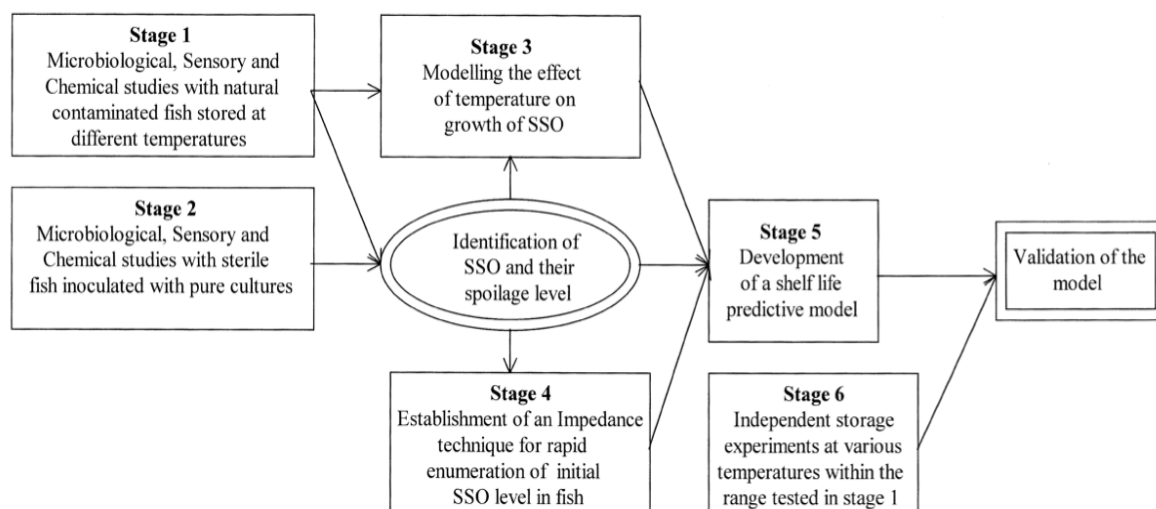 Stage 1
Microbiological, Sensory and
Chemical studies with natural
contaminated fish stored at
different temperatures
Stage 2
Microbiological, Sensory and
Chemical studies with sterile
fish inoculated with pure cultures
Stage 3
Modelling the effect
of temperature on
growth of SSO
Identification of
SSO and their
spoilage level
Stage 4
Establishment of an Impedance
technique for rapid
enumeration of initial
SSO level in fish
Stage 5
Development
of a shelf life
predictive model
Stage 6
Independent storage
experiments at various
temperatures within the
range tested in stage 1
Validation of the
model